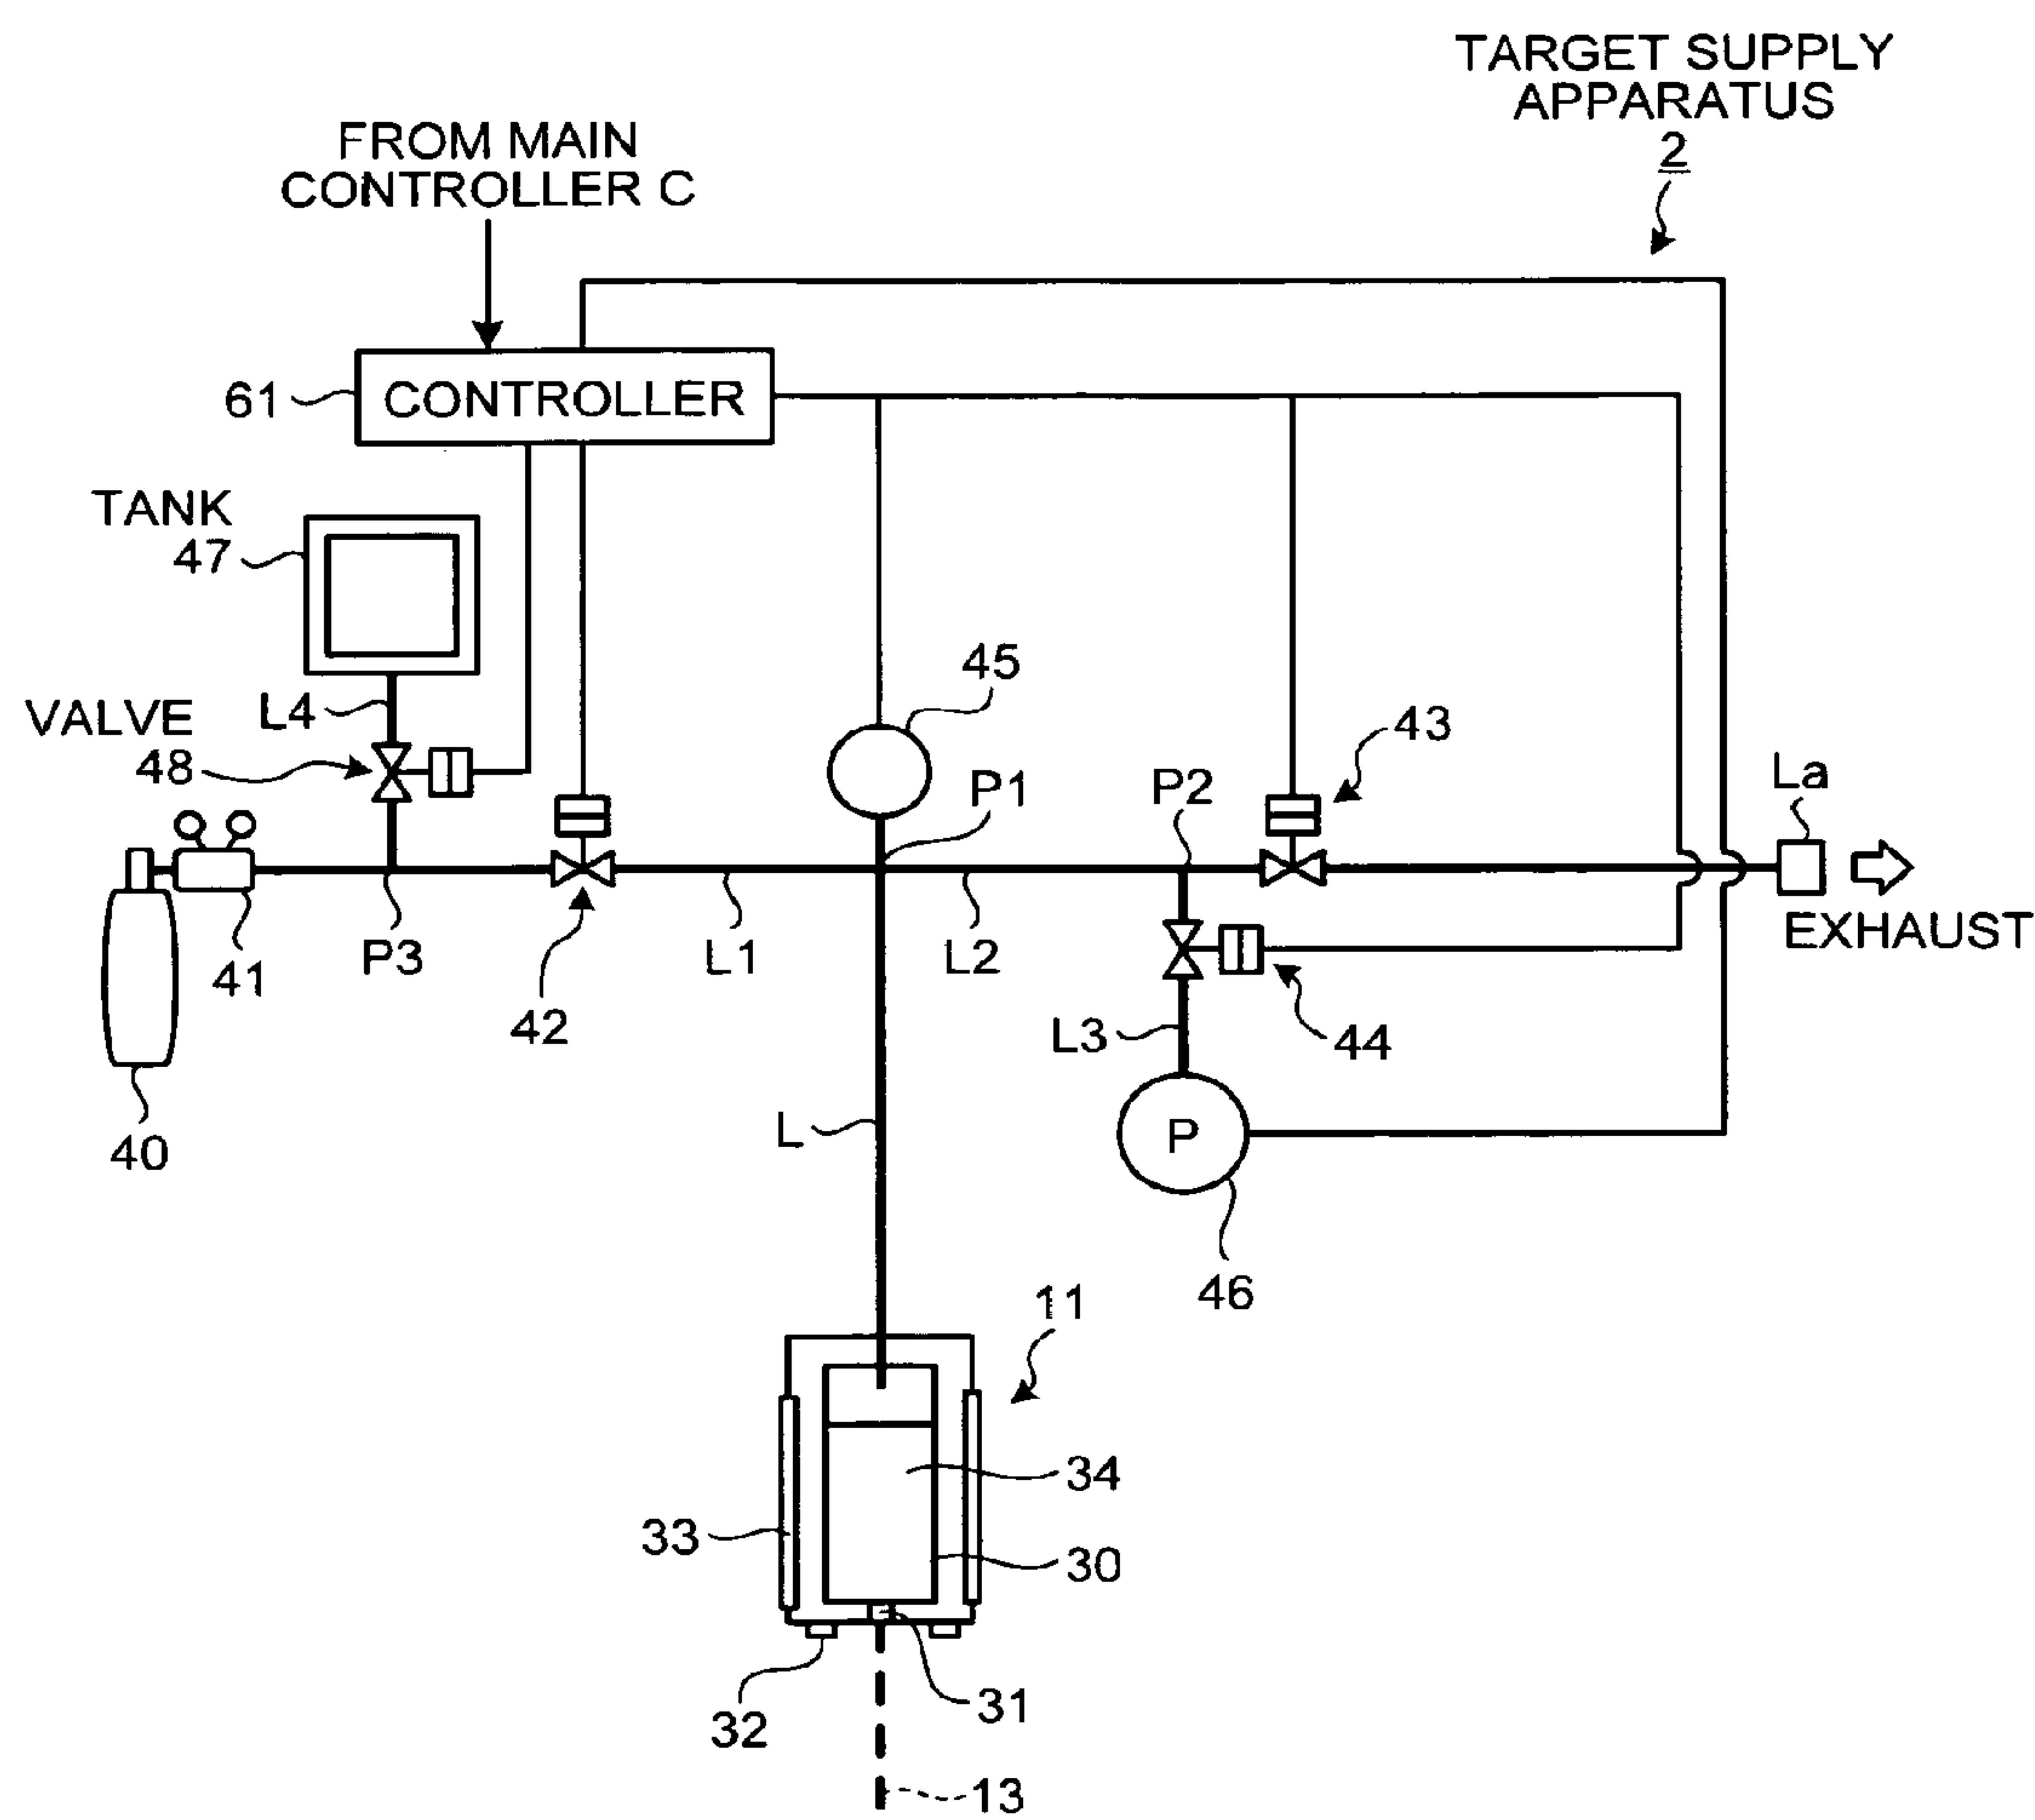 TARGET SUPPLY
APPARATUS
2
FROM MAIN
CONTROLLER C
61
CONTROLLER
TANK
47
45
VALVE
L4
48
43
P1
P2
La
P3
41
L1
L2
EXHAUST
42
L3
44
40
L
P
46
11
34
33
30
31
32
13